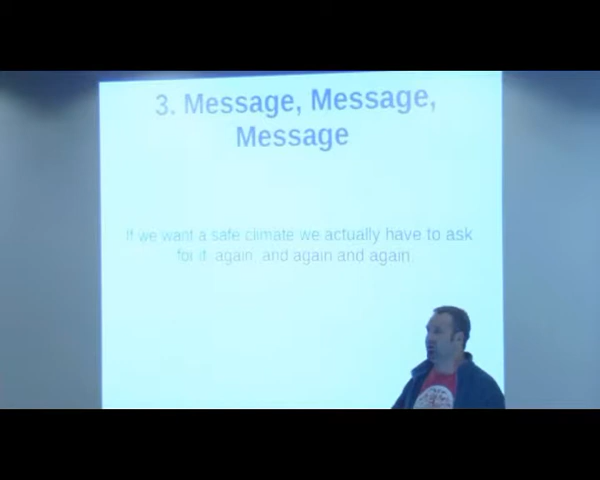 3. Message, Message,
Message
If we want a safe climate we actually have to ask
for it again, and again and again